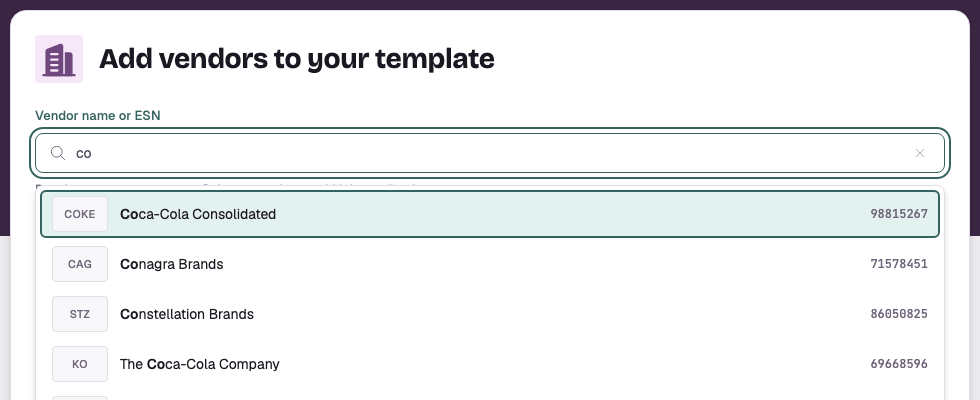 Add vendors to your template
Vendor name or ESN
co
COKE Coca-Cola Consolidated 98815267
CAG Conagra Brands 71578451
STZ Constellation Brands 86050825
KO The Coca-Cola Company 69668596